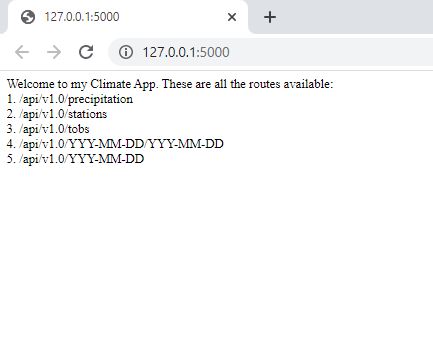 127.0.0.1:5000
127.0.0.1:5000
Welcome to my Climate App. These are all the routes available:
1. /api/v1.0/precipitation
2. /api/v1.0/stations
3. /api/v1.0/tobs
4. /api/v1.0/YYY-MM-DD/YYY-MM-DD
5. /api/v1.0/YYY-MM-DD